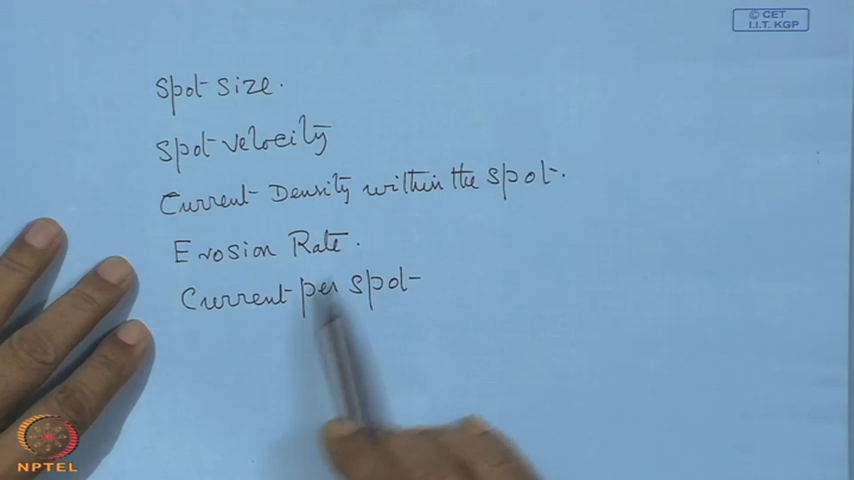 © CET
I.I.T. KGP
Spot size.
Spot velocity
Current Density within the spot.
Erosion Rate.
Current per spot
NPTEL